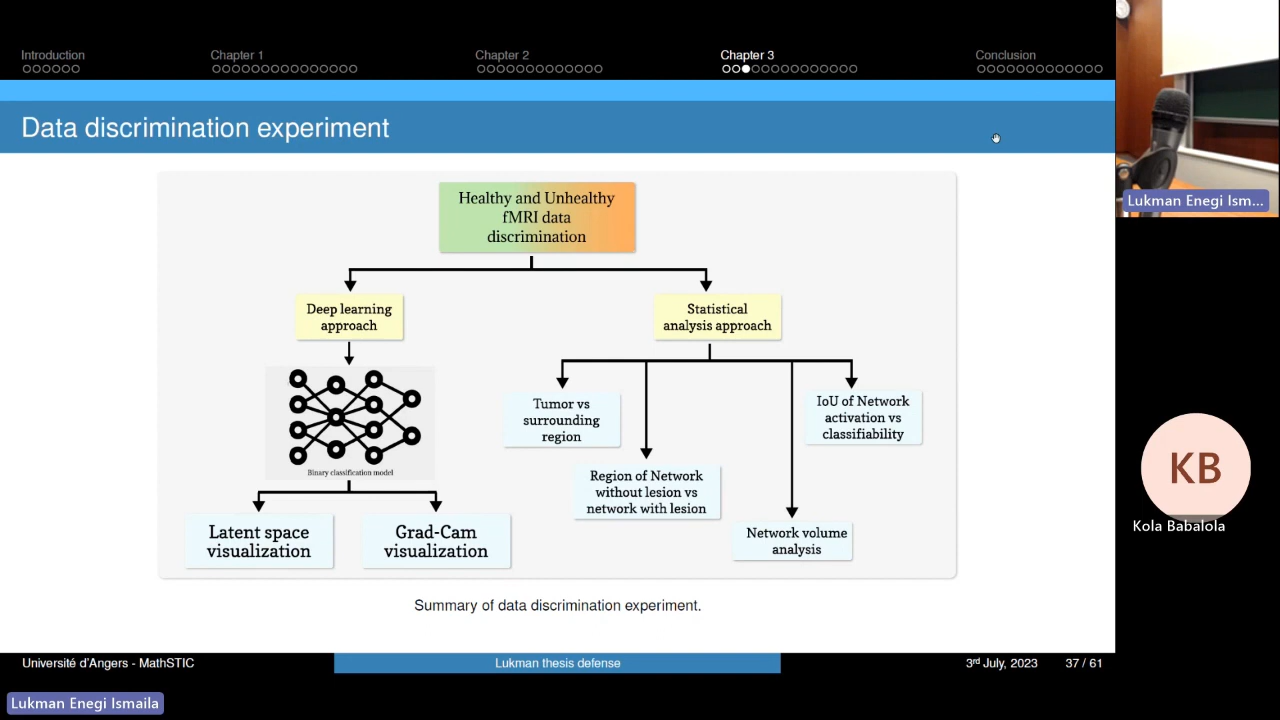 Introduction
Chapter 1
Chapter 2
Chapter 3
Conclusion
Data discrimination experiment
Healthy and Unhealthy
fMRI data
discrimination
Deep learning
approach
Statistical
analysis approach
Binary classification model
Latent space
visualization
Grad-Cam
visualization
Tumor vs
surrounding
region
Region of Network
without lesion vs
network with lesion
Network volume
analysis
IoU of Network
activation vs
classifiability
Summary of data discrimination experiment.
Université d'Angers - MathSTIC
Lukman thesis defense
3rd July, 2023
37 / 61
Lukman Enegi Ism...
KB
Kola Babalola
Lukman Enegi Ismaila